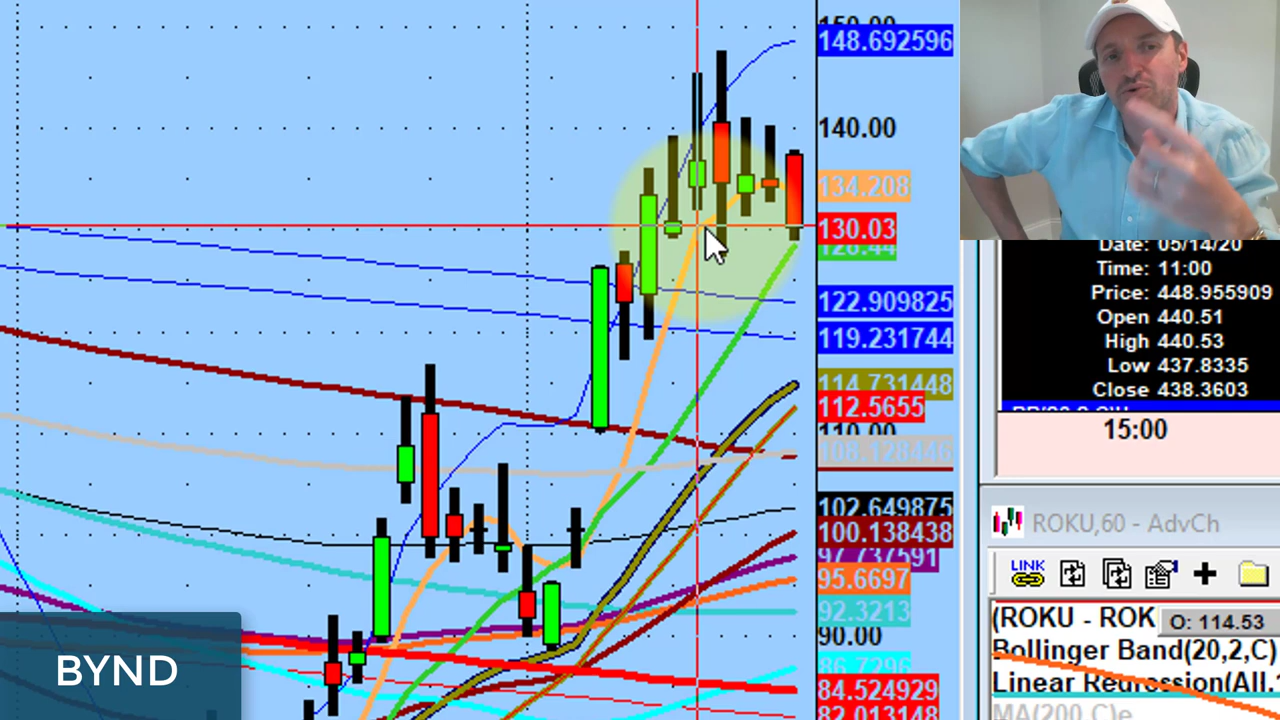 150.00
148.692596
140.00
134.208
130.03
128.44
122.909825
119.231744
114.731448
112.5655
110.00
108.128446
102.649875
100.138438
97.737591
95.6697
92.3213
90.00
86.7296
84.524929
82.013148
BYND
Date: 05/14/20
Time: 11:00
Price: 448.955909
Open 440.51
High 440.53
Low 437.8335
Close 438.3603
15:00
ROKU,60 - AdvCh
LINK
(ROKU - ROK
O: 114.53
Bollinger Band(20,2,C)
Linear Regression(All,1
MA(200,C)e